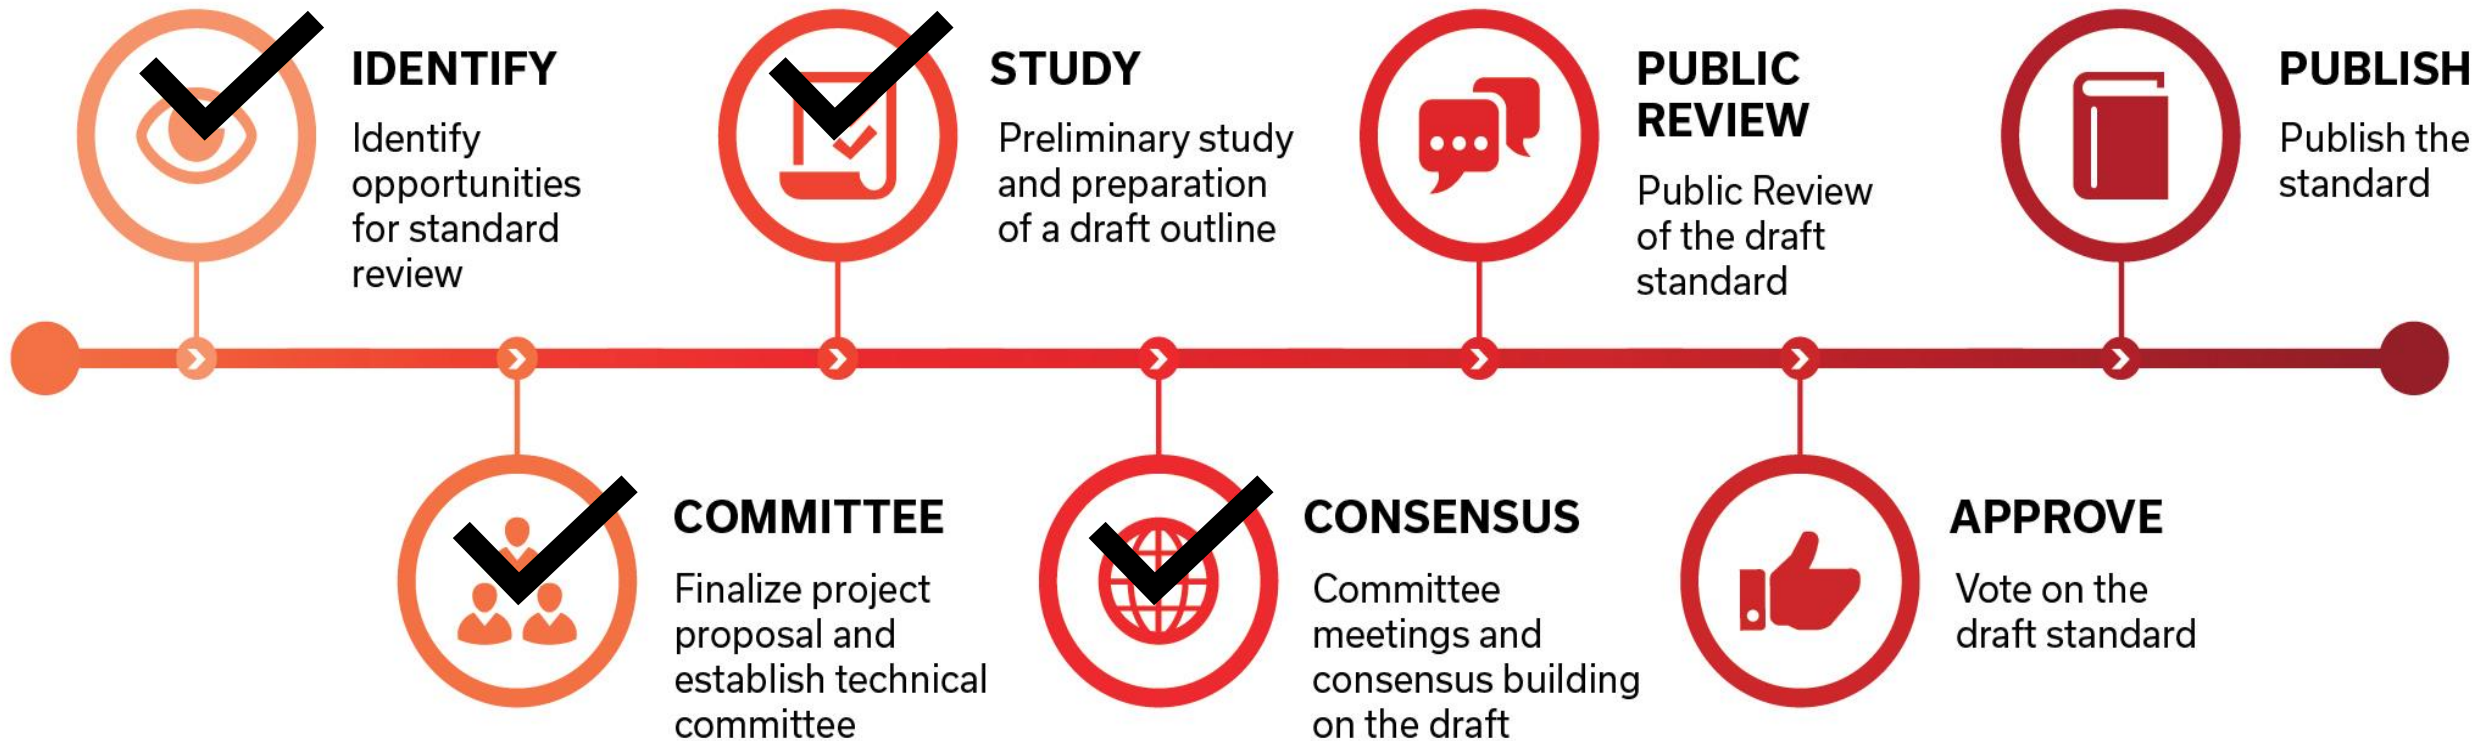 IDENTIFY
Identify
opportunities
for standard
review
COMMITTEE
Finalize project
proposal and
establish technical
committee
STUDY
Preliminary study
and preparation
of a draft outline
CONSENSUS
Committee
meetings and
consensus building
on the draft
PUBLIC
REVIEW
Public Review
of the draft
standard
APPROVE
Vote on the
draft standard
PUBLISH
Publish the
standard